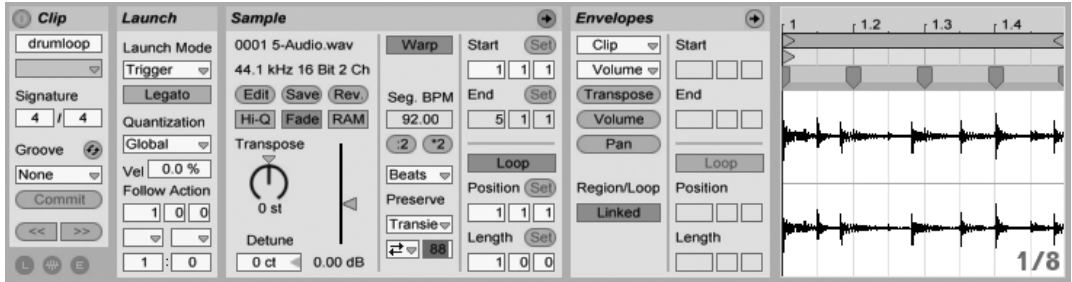 Clip
drumloop
Signature
4 / 4
Groove
None
Commit
<< >>
L E
Launch
Launch Mode
Trigger
Legato
Quantization
Global
Vel 0.0 %
Follow Action
1 0 0
1 : 0
Sample
0001 5-Audio.wav
44.1 kHz 16 Bit 2 Ch
Edit Save Rev.
Hi-Q Fade RAM
Transpose
0 st
Detune
0 ct 0.00 dB
Warp
Seg. BPM
92.00
:2 *2
Beats
Preserve
Transie
88
Start Set
1 1 1
End Set
5 1 1
Loop
Position Set
1 1 1
Length Set
1 0 0
Envelopes
Clip
Volume
Transpose
Volume
Pan
Region/Loop
Linked
Start
End
Loop
Position
Length
1 1.2 1.3 1.4
1/8